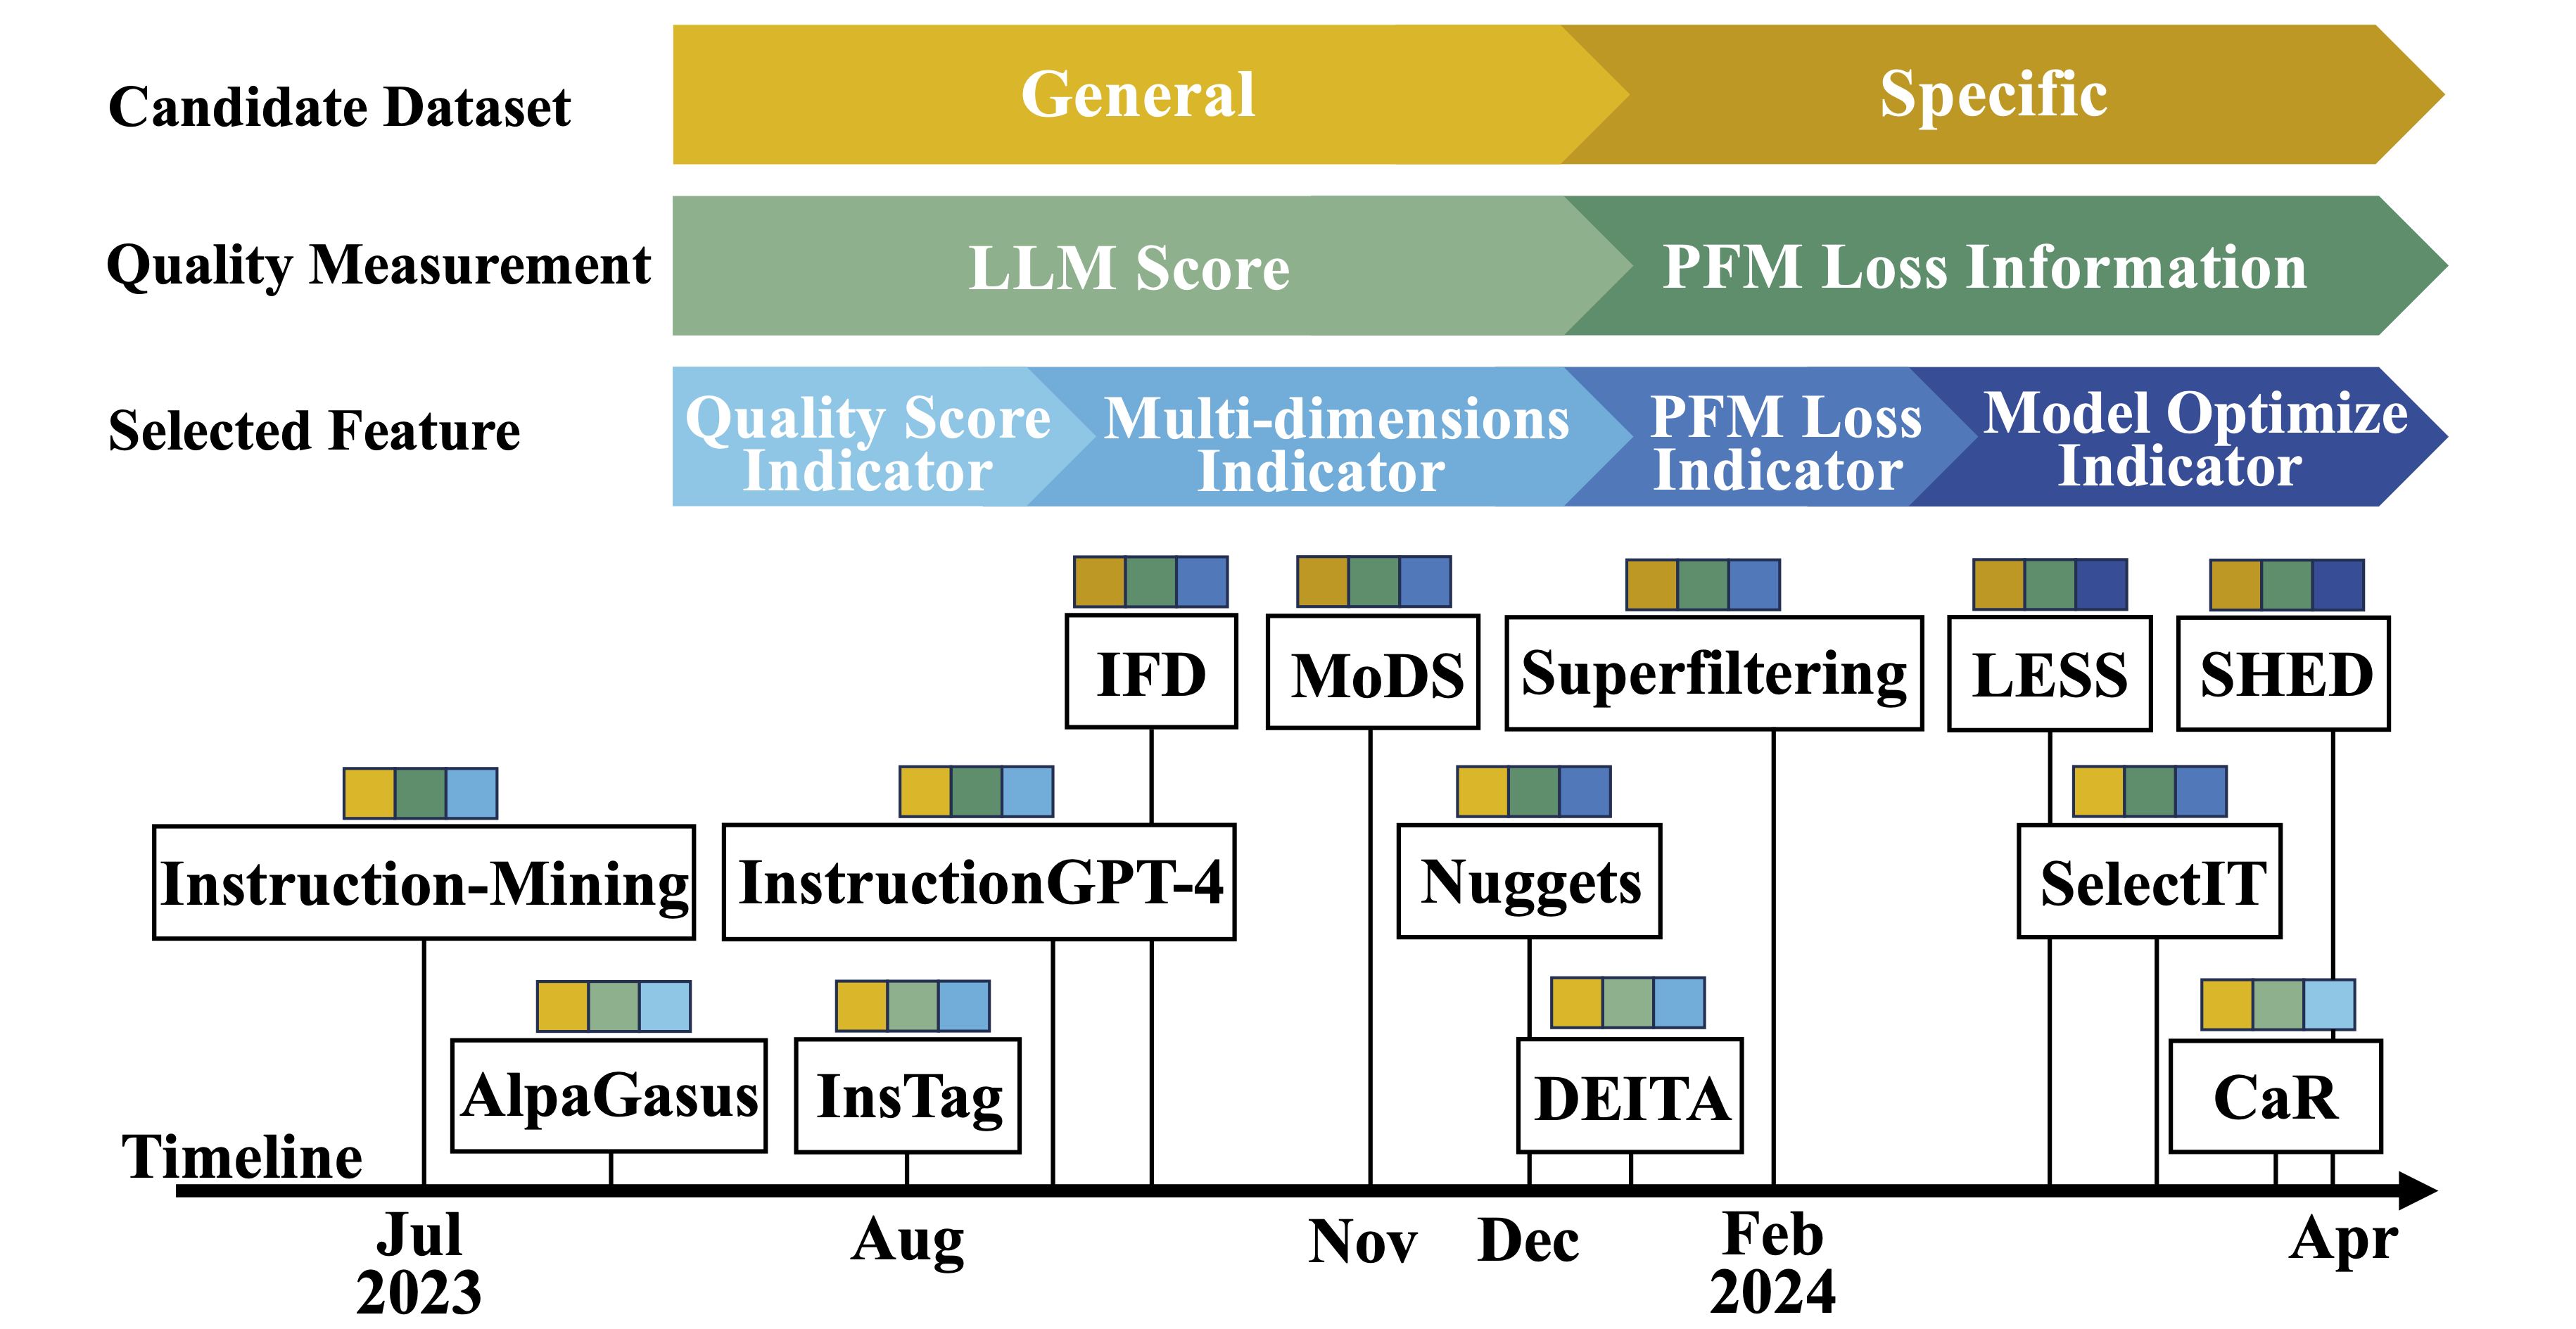 Candidate Dataset
General
Specific
Quality Measurement
LLM Score
PFM Loss Information
Selected Feature
Quality Score
Indicator
Multi-dimensions
Indicator
PFM Loss
Indicator
Model Optimize
Indicator
IFD
MoDS
Superfiltering
LESS
SHED
Instruction-Mining
InstructionGPT-4
Nuggets
SelectIT
AlpaGasus
InsTag
DEITA
CaR
Timeline
Jul
2023
Aug
Nov
Dec
Feb
2024
Apr